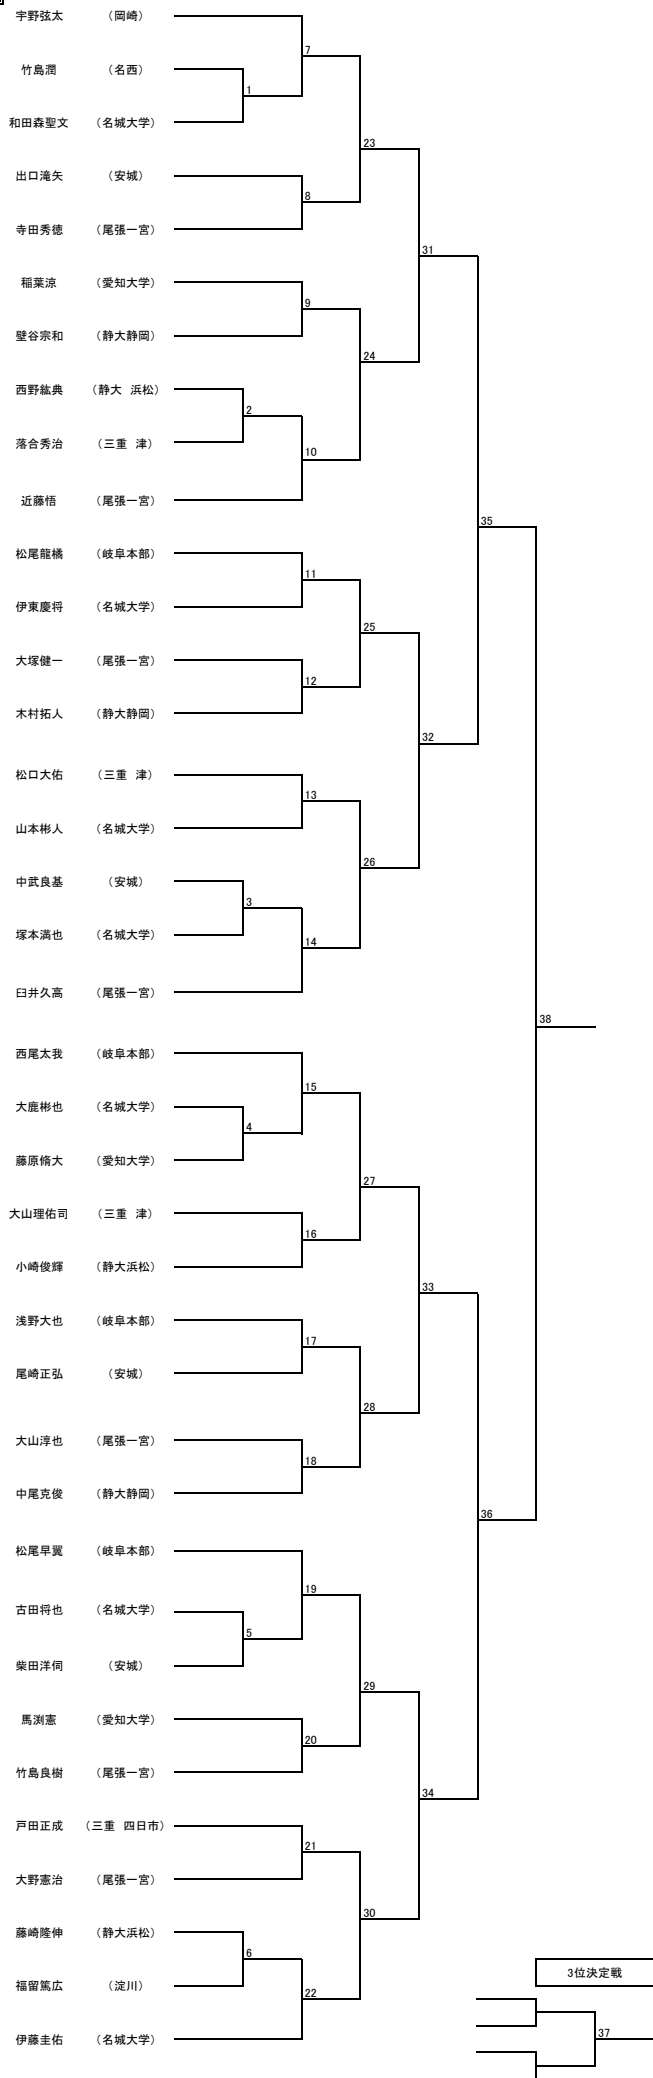 宇野弦太 （岡崎）
7
竹島潤 （名西）
1
和田森聖文 （名城大学）
23
出口滝矢 （安城）
8
寺田秀徳 （尾張一宮）
31
稲葉涼 （愛知大学）
9
壁谷宗和 （静大静岡）
24
西野紘典 （静大 浜松）
2
落合秀治 （三重 津）
10
近藤悟 （尾張一宮）
35
松尾龍橘 （岐阜本部）
11
伊東慶将 （名城大学）
25
大塚健一 （尾張一宮）
12
木村拓人 （静大静岡）
32
松口大佑 （三重 津）
13
山本彬人 （名城大学）
26
中武良基 （安城）
3
塚本満也 （名城大学）
14
臼井久高 （尾張一宮）
38
西尾太我 （岐阜本部）
15
大鹿彬也 （名城大学）
4
藤原脩大 （愛知大学）
27
大山理佑司 （三重 津）
16
小崎俊輝 （静大浜松）
33
浅野大也 （岐阜本部）
17
尾崎正弘 （安城）
28
大山淳也 （尾張一宮）
18
中尾克俊 （静大静岡）
36
松尾早翼 （岐阜本部）
19
古田将也 （名城大学）
5
柴田洋伺 （安城）
29
馬渕憲 （愛知大学）
20
竹島良樹 （尾張一宮）
34
戸田正成 （三重 四日市）
21
大野憲治 （尾張一宮）
30
藤崎隆伸 （静大浜松）
6
3位決定戦
福留篤広 （淀川）
22
37
伊藤圭佑 （名城大学）